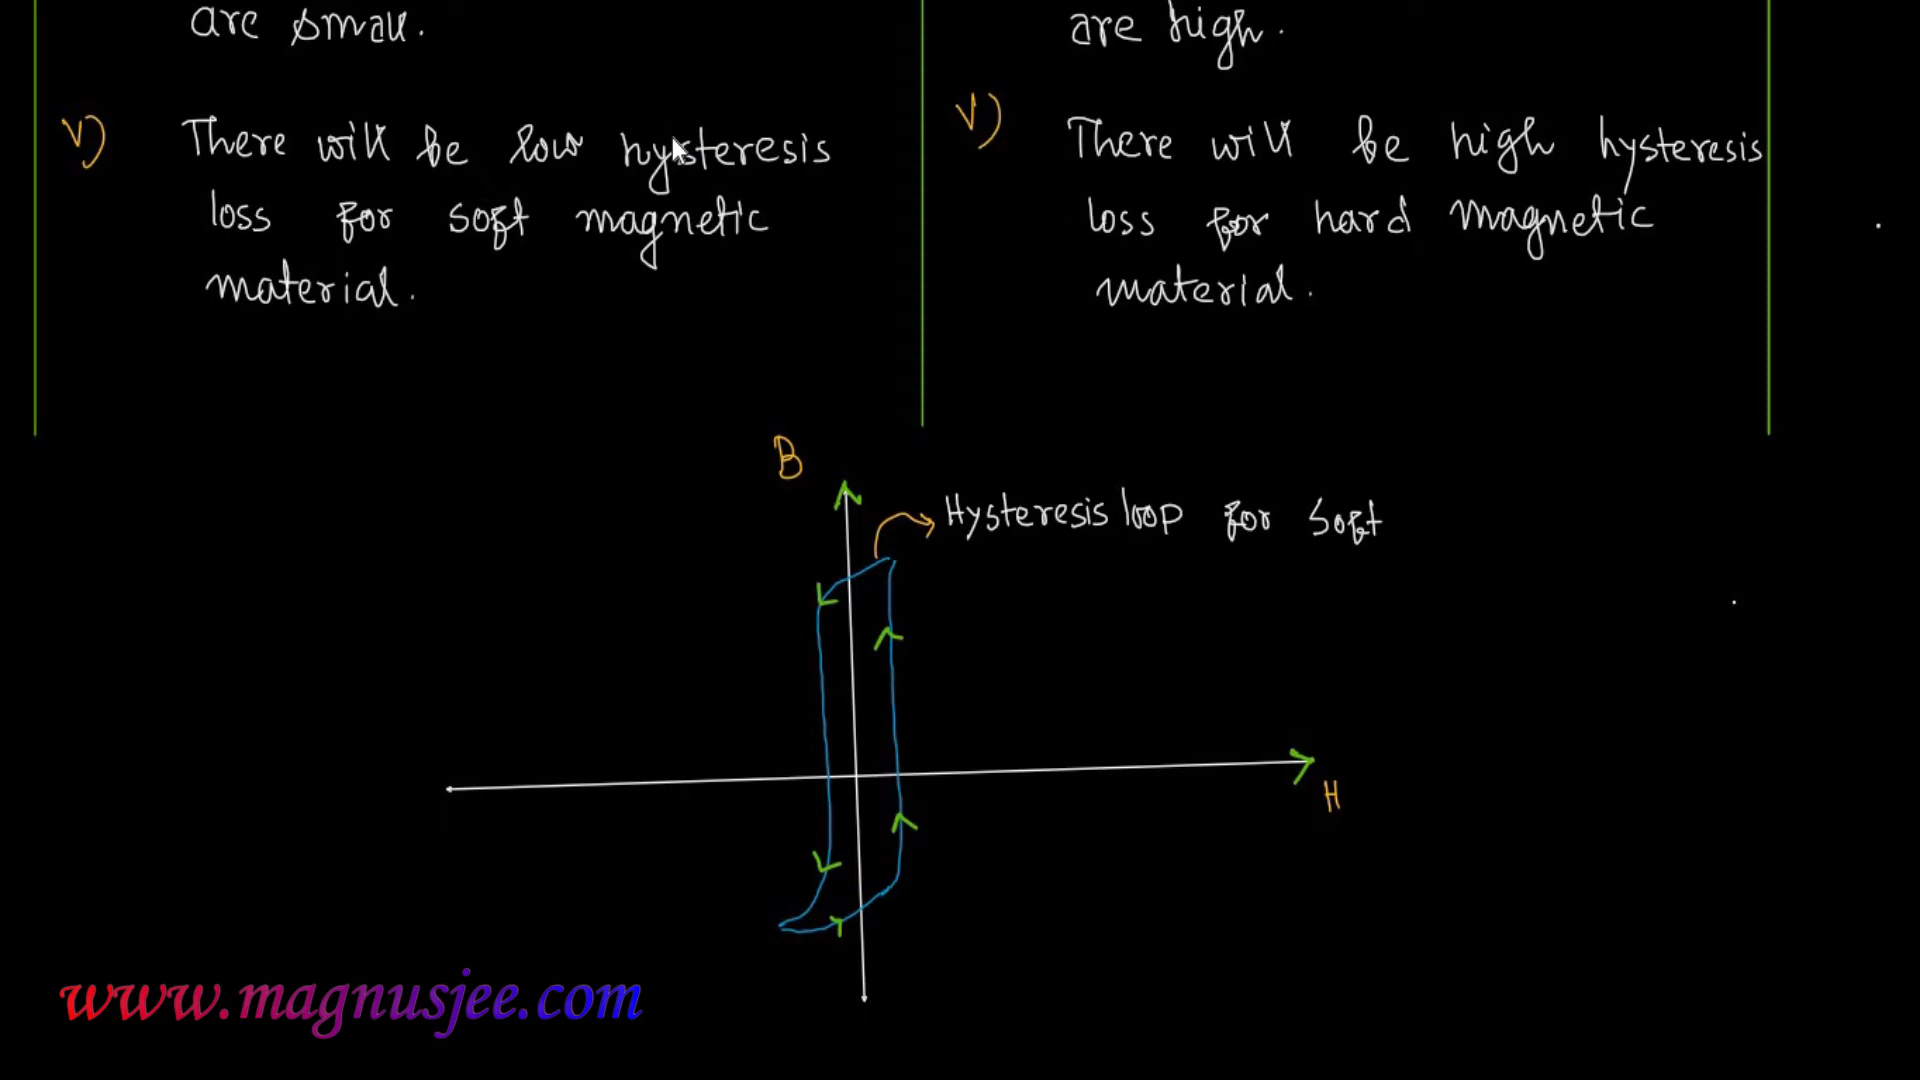 are small.
V) There will be low hysteresis
loss for soft magnetic
material.
are high.
V) There will be high hysteresis
loss for hard magnetic
material.
B
Hysteresis loop for soft
H
www.magnusjee.com